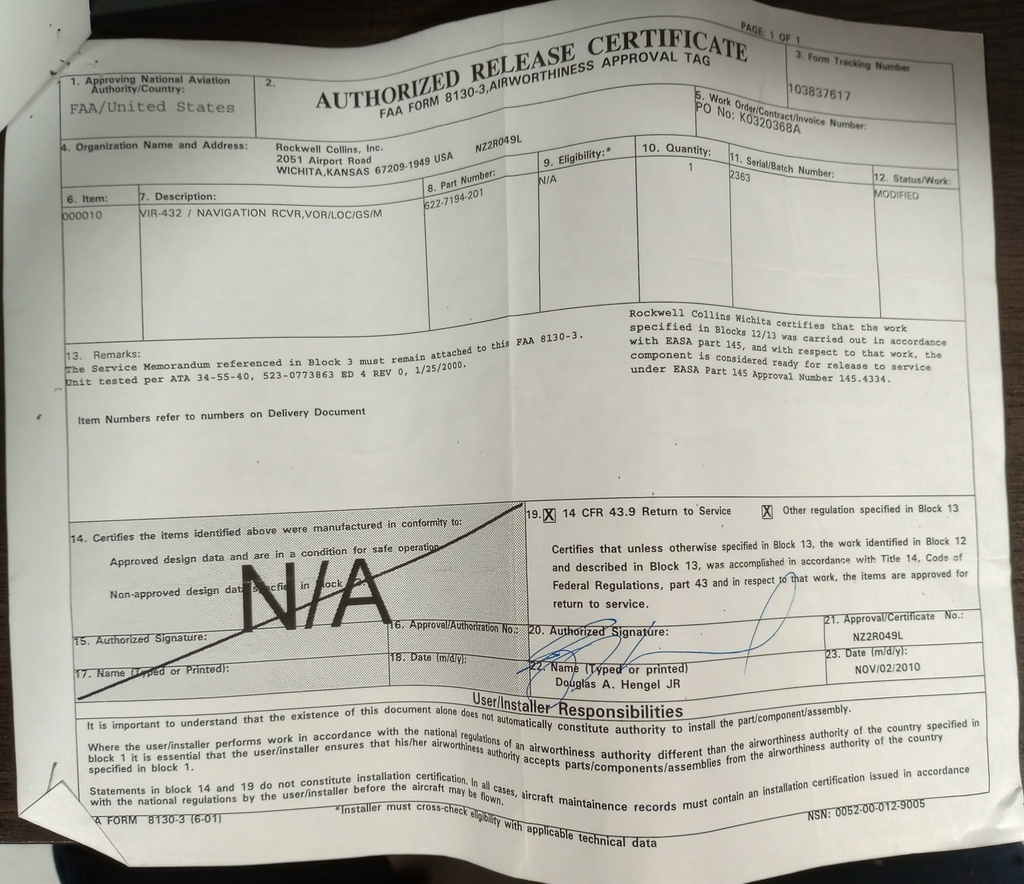 PAGE: 1 OF 1
1. Approving National Aviation
Authority/Country:
FAA/United States
2.
AUTHORIZED RELEASE CERTIFICATE
FAA FORM 8130-3,AIRWORTHINESS APPROVAL TAG
3. Form Tracking Number
103837617
4. Organization Name and Address:
Rockwell Collins, Inc.
2051 Airport Road
WICHITA,KANSAS 67209-1949 USA
NZ2R049L
5. Work Order/Contract/Invoice Number:
PO No: K0320368A
6. Item:
7. Description:
8. Part Number:
9. Eligibility:*
10. Quantity:
11. Serial/Batch Number:
12. Status/Work:
000010
VIR-432 / NAVIGATION RCVR,VOR/LOC/GS/M
622-7194-201
N/A
1
2363
MODIFIED
13. Remarks:
The Service Memorandum referenced in Block 3 must remain attached to this FAA 8130-3.
Unit tested per ATA 34-55-40, 523-0773863 ED 4 REV 0, 1/25/2000.
Item Numbers refer to numbers on Delivery Document
Rockwell Collins Wichita certifies that the work
specified in Blocks 12/13 was carried out in accordance
with EASA part 145, and with respect to that work, the
component is considered ready for release to service
under EASA Part 145 Approval Number 145.4334.
14. Certifies the items identified above were manufactured in conformity to:
Approved design data and are in a condition for safe operation
Non-approved design data in
N/A
15. Authorized Signature:
16. Approval/Authorization No.:
17. Name (Typed or Printed):
18. Date (m/d/y):
19. X 14 CFR 43.9 Return to Service
X Other regulation specified in Block 13
Certifies that unless otherwise specified in Block 13, the work identified in Block 12
and described in Block 13, was accomplished in accordance with Title 14, Code of
Federal Regulations, part 43 and in respect to that work, the items are approved for
return to service.
20. Authorized Signature:
21. Approval/Certificate No.:
NZ2R049L
22. Name (Typed or printed)
Douglas A. Hengel JR
23. Date (m/d/y):
NOV/02/2010
User/Installer Responsibilities
It is important to understand that the existence of this document alone does not automatically constitute authority to install the part/component/assembly.
Where the user/installer performs work in accordance with the national regulations of an airworthiness authority different than the airworthiness authority of the country specified in
block 1 it is essential that the user/installer ensures that his/her airworthiness authority accepts parts/components/assemblies from the airworthiness authority of the country
specified in block 1.
Statements in block 14 and 19 do not constitute installation certification. In all cases, aircraft maintainence records must contain an installation certification issued in accordance
with the national regulations by the user/installer before the aircraft may be flown.
A FORM 8130-3 (6-01)
*Installer must cross-check eligibility with applicable technical data
NSN: 0052-00-012-9005